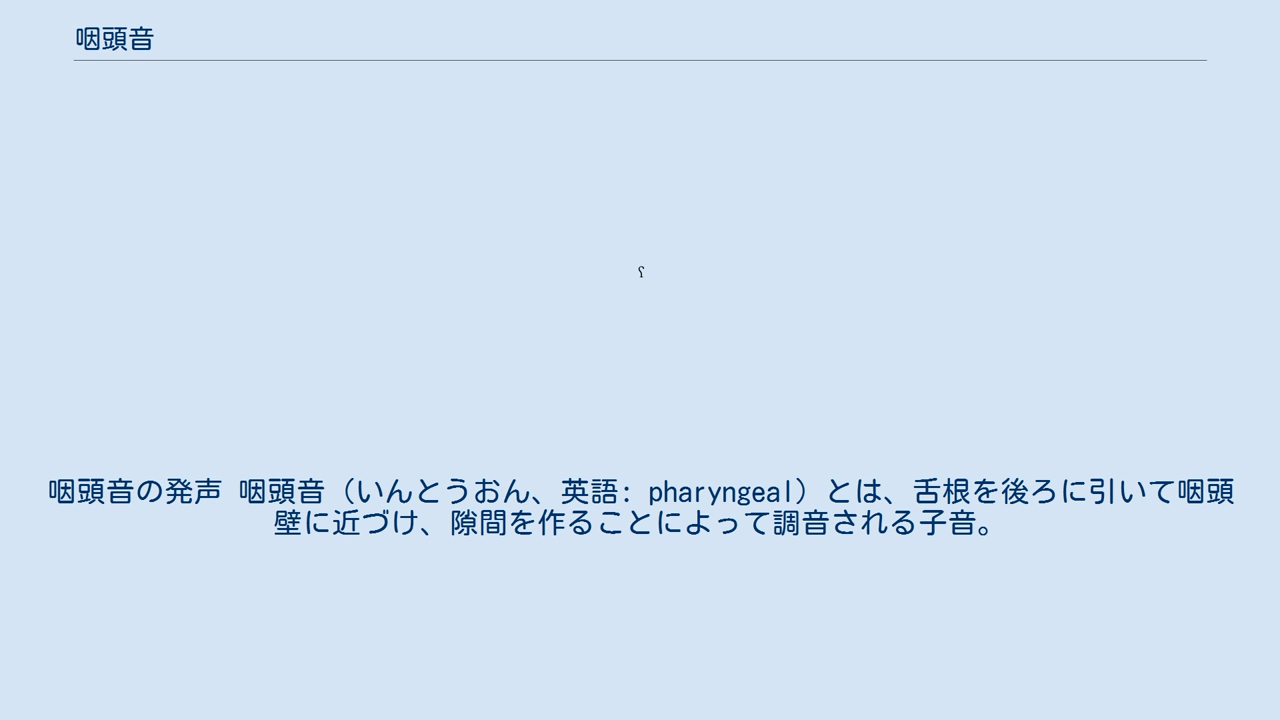 咽頭音
ʕ
咽頭音の発声 咽頭音（いんとうおん、英語: pharyngeal）とは、舌根を後ろに引いて咽頭
壁に近づけ、隙間を作ることによって調音される子音。